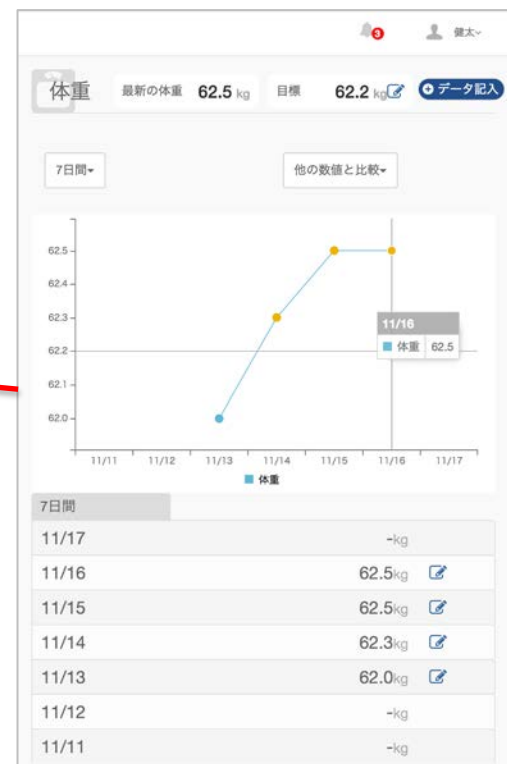 3 健太
体重 最新の体重 62.5 kg 目標 62.2 kg データ記入
7日間 他の数値と比較
62.5
62.4
62.3
11/16
体重 62.5
62.2
62.1
62.0
11/11 11/12 11/13 11/14 11/15 11/16 11/17
体重
7日間
11/17 -kg
11/16 62.5kg
11/15 62.5kg
11/14 62.3kg
11/13 62.0kg
11/12 -kg
11/11 -kg